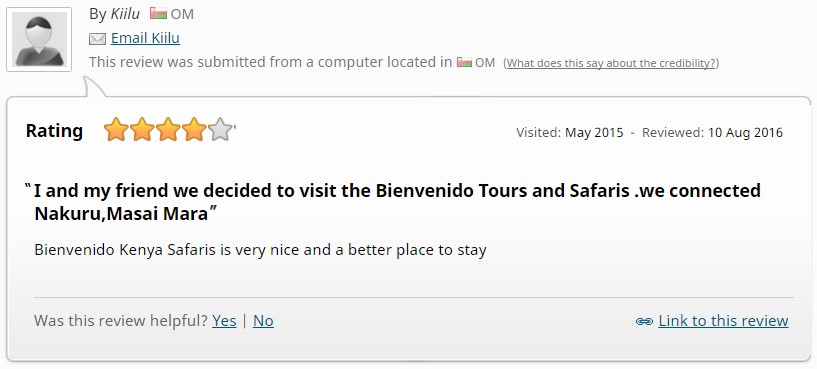 By Kiilu OM
Email Kiilu
This review was submitted from a computer located in OM (What does this say about the credibility?)
Rating
Visited: May 2015 - Reviewed: 10 Aug 2016
"I and my friend we decided to visit the Bienvenido Tours and Safaris .we connected
Nakuru,Masai Mara"
Bienvenido Kenya Safaris is very nice and a better place to stay
Was this review helpful? Yes | No
Link to this review